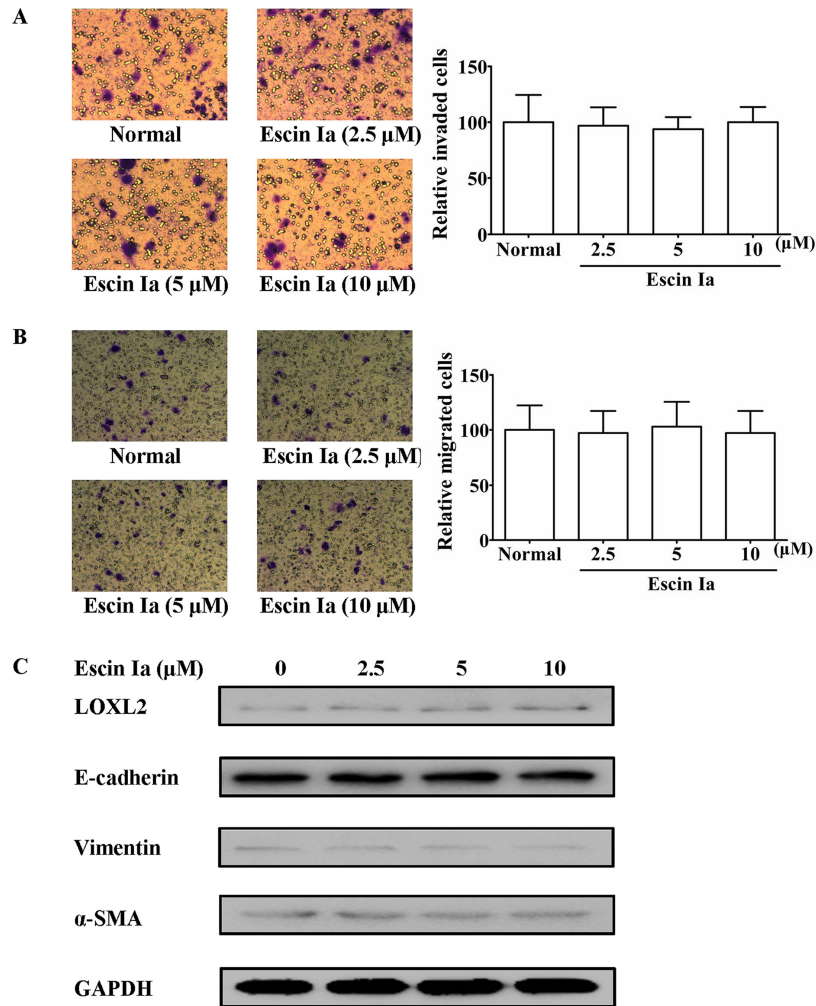 A
Normal
Escin Ia (2.5 μM)
Escin Ia (5 μM)
Escin Ia (10 μM)
Relative invaded cells
150
100
50
0
Normal
2.5
5
10
(μM)
Escin Ia
B
Normal
Escin Ia (2.5 μM)
Escin Ia (5 μM)
Escin Ia (10 μM)
Relative migrated cells
150
100
50
0
Normal
2.5
5
10
(μM)
Escin Ia
C
Escin Ia (μM) 0 2.5 5 10
LOXL2
E-cadherin
Vimentin
α-SMA
GAPDH